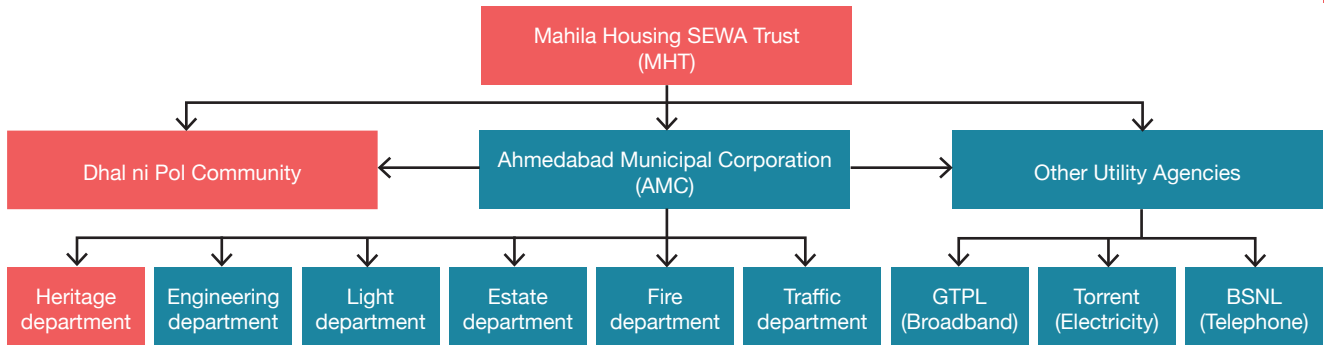 Mahila Housing SEWA Trust
(MHT)
Dhal ni Pol Community
Ahmedabad Municipal Corporation
(AMC)
Other Utility Agencies
Heritage
department
Engineering
department
Light
department
Estate
department
Fire
department
Traffic
department
GTPL
(Broadband)
Torrent
(Electricity)
BSNL
(Telephone)